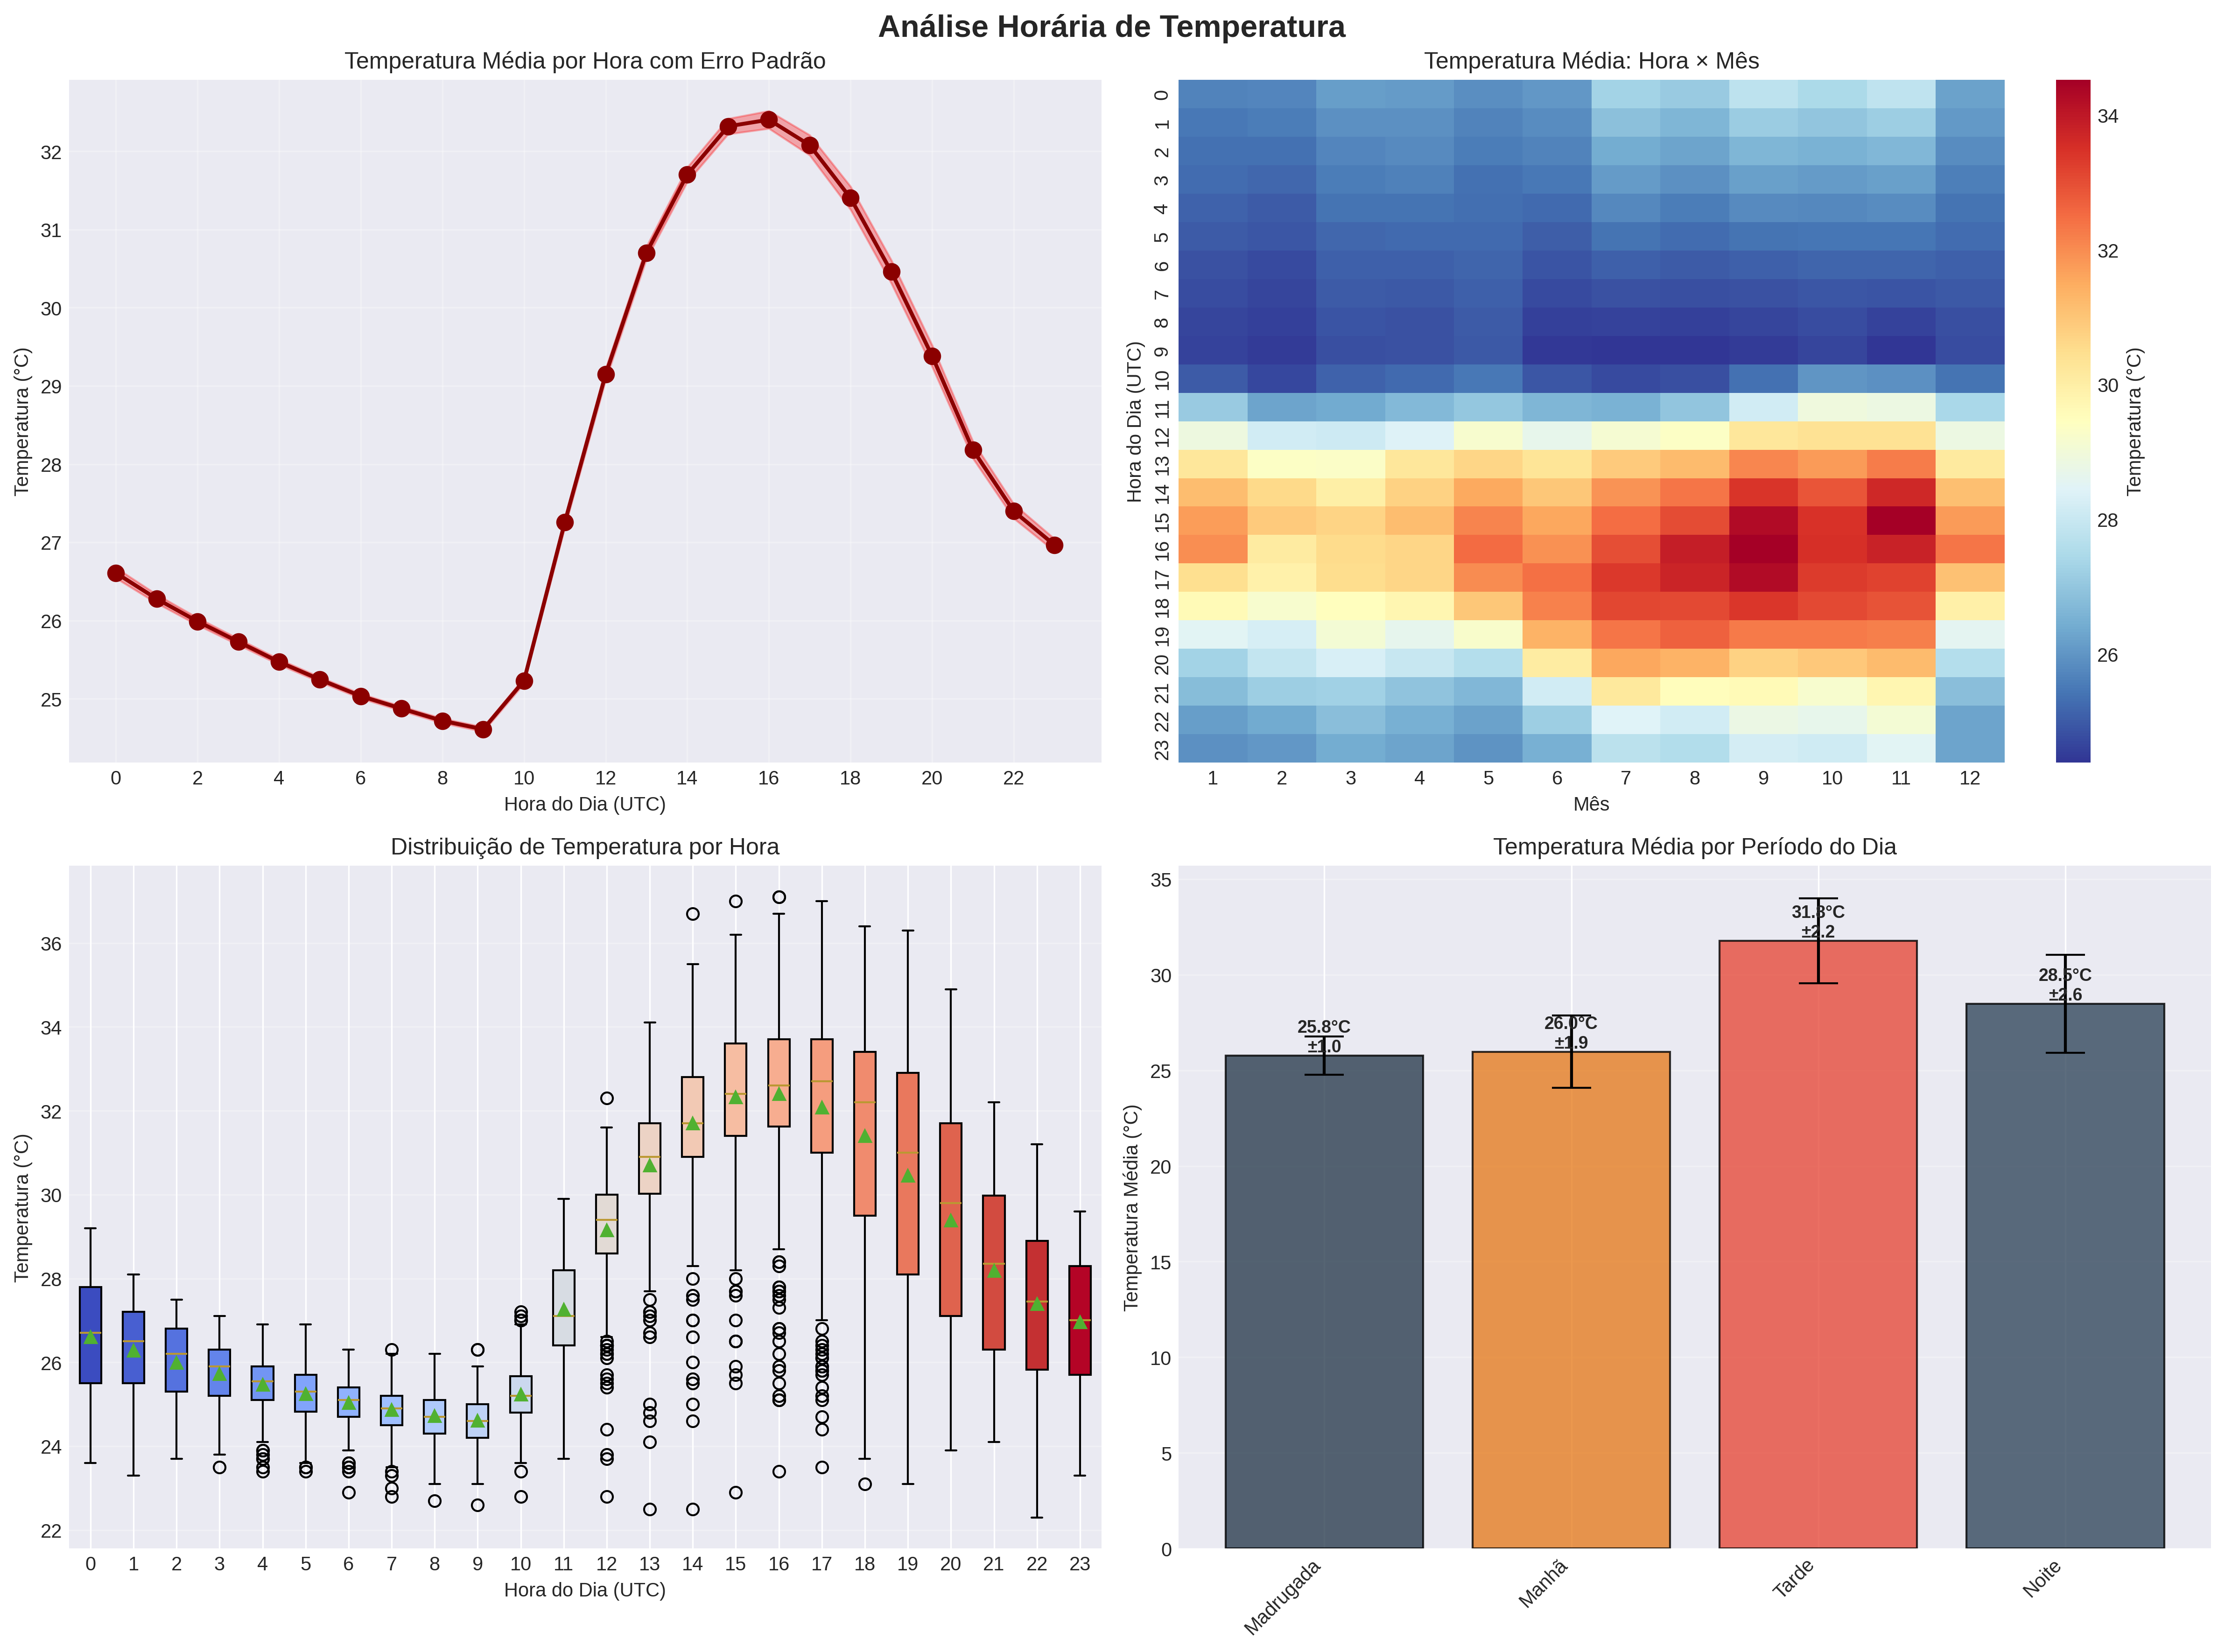 Análise Horária de Temperatura
Temperatura Média por Hora com Erro Padrão
Temperatura (°C)
32
31
30
29
28
27
26
25
0 2 4 6 8 10 12 14 16 18 20 22
Hora do Dia (UTC)
Temperatura Média: Hora × Mês
Hora do Dia (UTC)
0
1
2
3
4
5
6
7
8
9
10
11
12
13
14
15
16
17
18
19
20
21
22
23
1 2 3 4 5 6 7 8 9 10 11 12
Mês
34
32
30
28
26
Temperatura (°C)
Distribuição de Temperatura por Hora
Temperatura (°C)
36
34
32
30
28
26
24
22
0 1 2 3 4 5 6 7 8 9 10 11 12 13 14 15 16 17 18 19 20 21 22 23
Hora do Dia (UTC)
Temperatura Média por Período do Dia
Temperatura Média (°C)
35
30
25
20
15
10
5
0
25.8°C
±1.0
26.0°C
±1.9
31.8°C
±2.2
28.5°C
±2.6
Madrugada
Manhã
Tarde
Noite